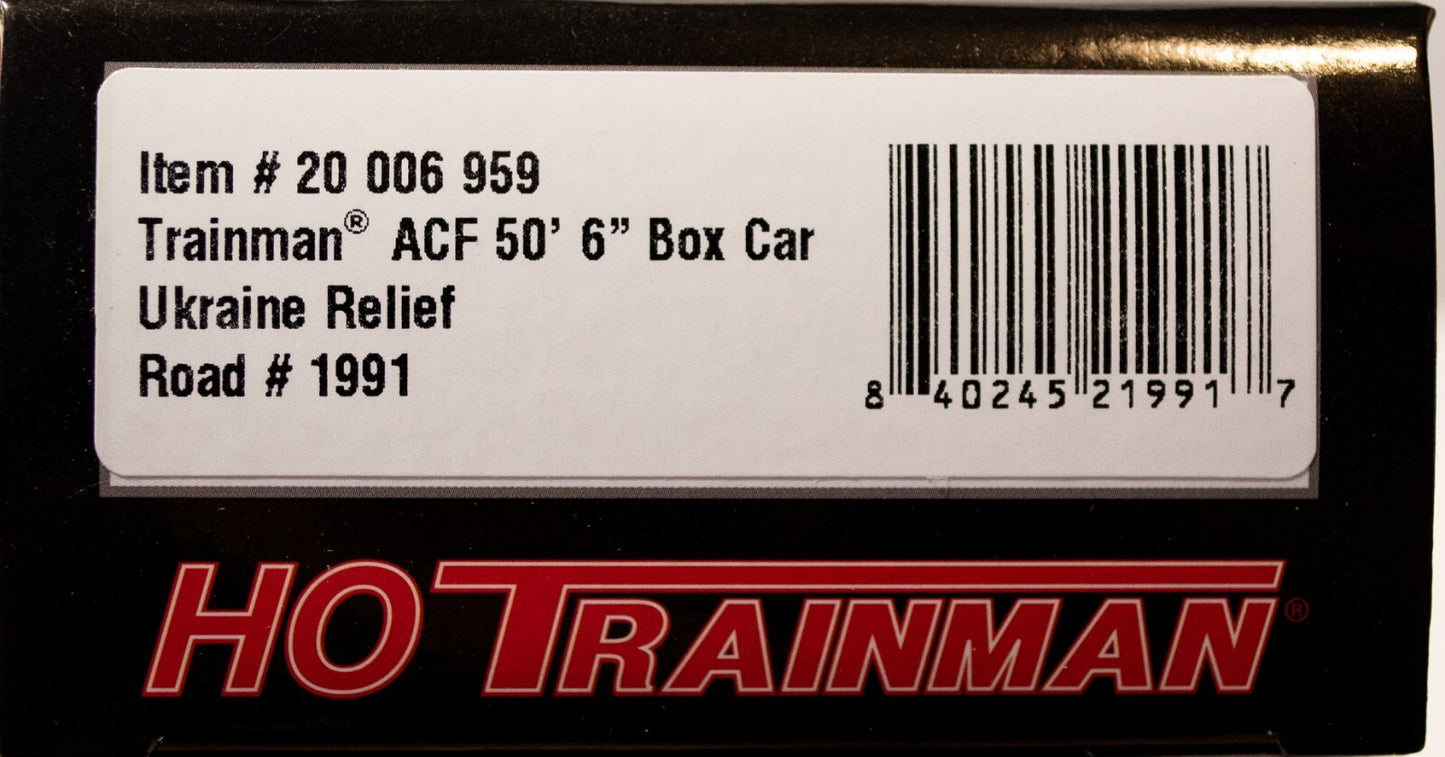 Item # 20 006 959
Trainman® ACF 50’ 6” Box Car
Ukraine Relief
Road # 1991
8 40245 21991 7
HO TRAINMAN®